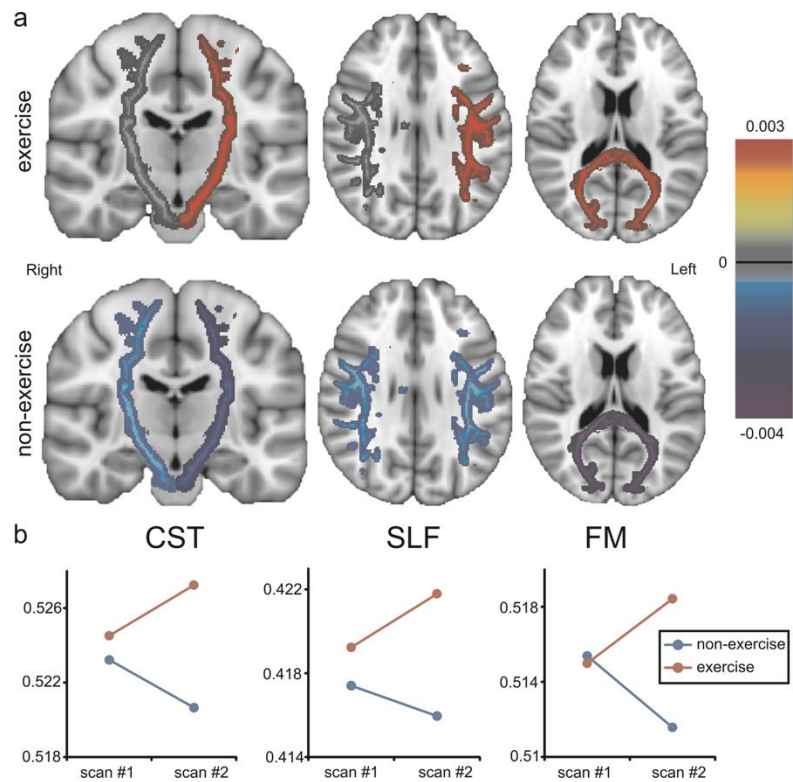 a
exercise
0.003
0
-0.004
Right
Left
non-exercise
b
CST
SLF
FM
0.526
0.522
0.518
scan #1
scan #2
0.422
0.418
0.414
scan #1
scan #2
0.518
0.514
0.51
scan #1
scan #2
non-exercise
exercise